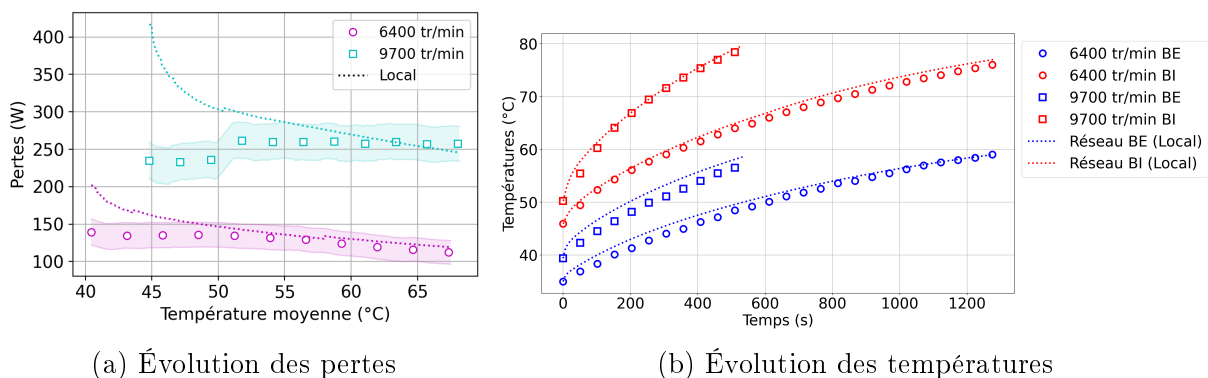 400
350
300
250
200
150
100
Pertes (W)
40 45 50 55 60 65
Température moyenne (°C)
6400 tr/min
9700 tr/min
Local
(a) Évolution des pertes
80
70
60
50
40
Températures (°C)
0 200 400 600 800 1000 1200
Temps (s)
6400 tr/min BE
6400 tr/min BI
9700 tr/min BE
9700 tr/min BI
Réseau BE (Local)
Réseau BI (Local)
(b) Évolution des températures